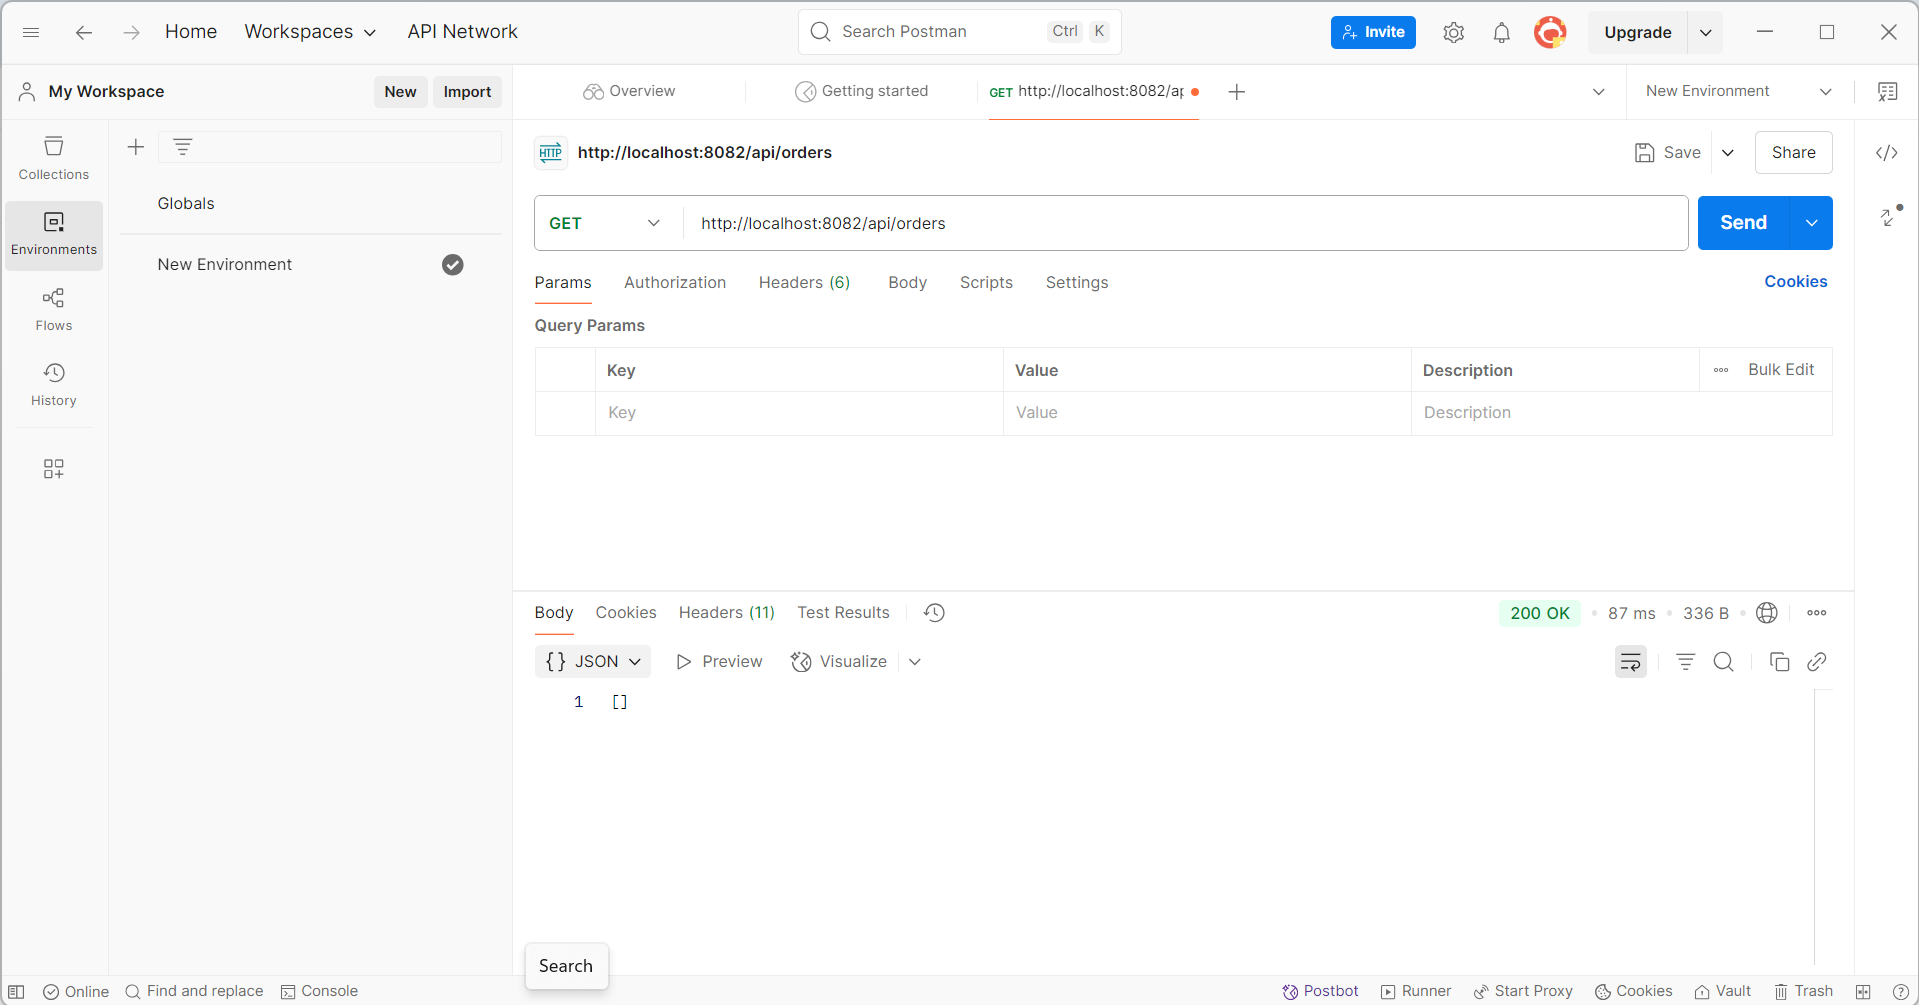 Home
Workspaces
API Network
Search Postman
Ctrl
K
Invite
Upgrade
My Workspace
New
Import
Overview
Getting started
GET http://localhost:8082/ap
New Environment
Collections
Environments
Flows
History
Globals
New Environment
HTTP
http://localhost:8082/api/orders
Save
Share
GET
http://localhost:8082/api/orders
Send
Params
Authorization
Headers (6)
Body
Scripts
Settings
Cookies
Query Params
Key
Value
Description
Bulk Edit
Key
Value
Description
Body
Cookies
Headers (11)
Test Results
200 OK
87 ms
336 B
{} JSON
Preview
Visualize
1 []
Search
Online
Find and replace
Console
Postbot
Runner
Start Proxy
Cookies
Vault
Trash